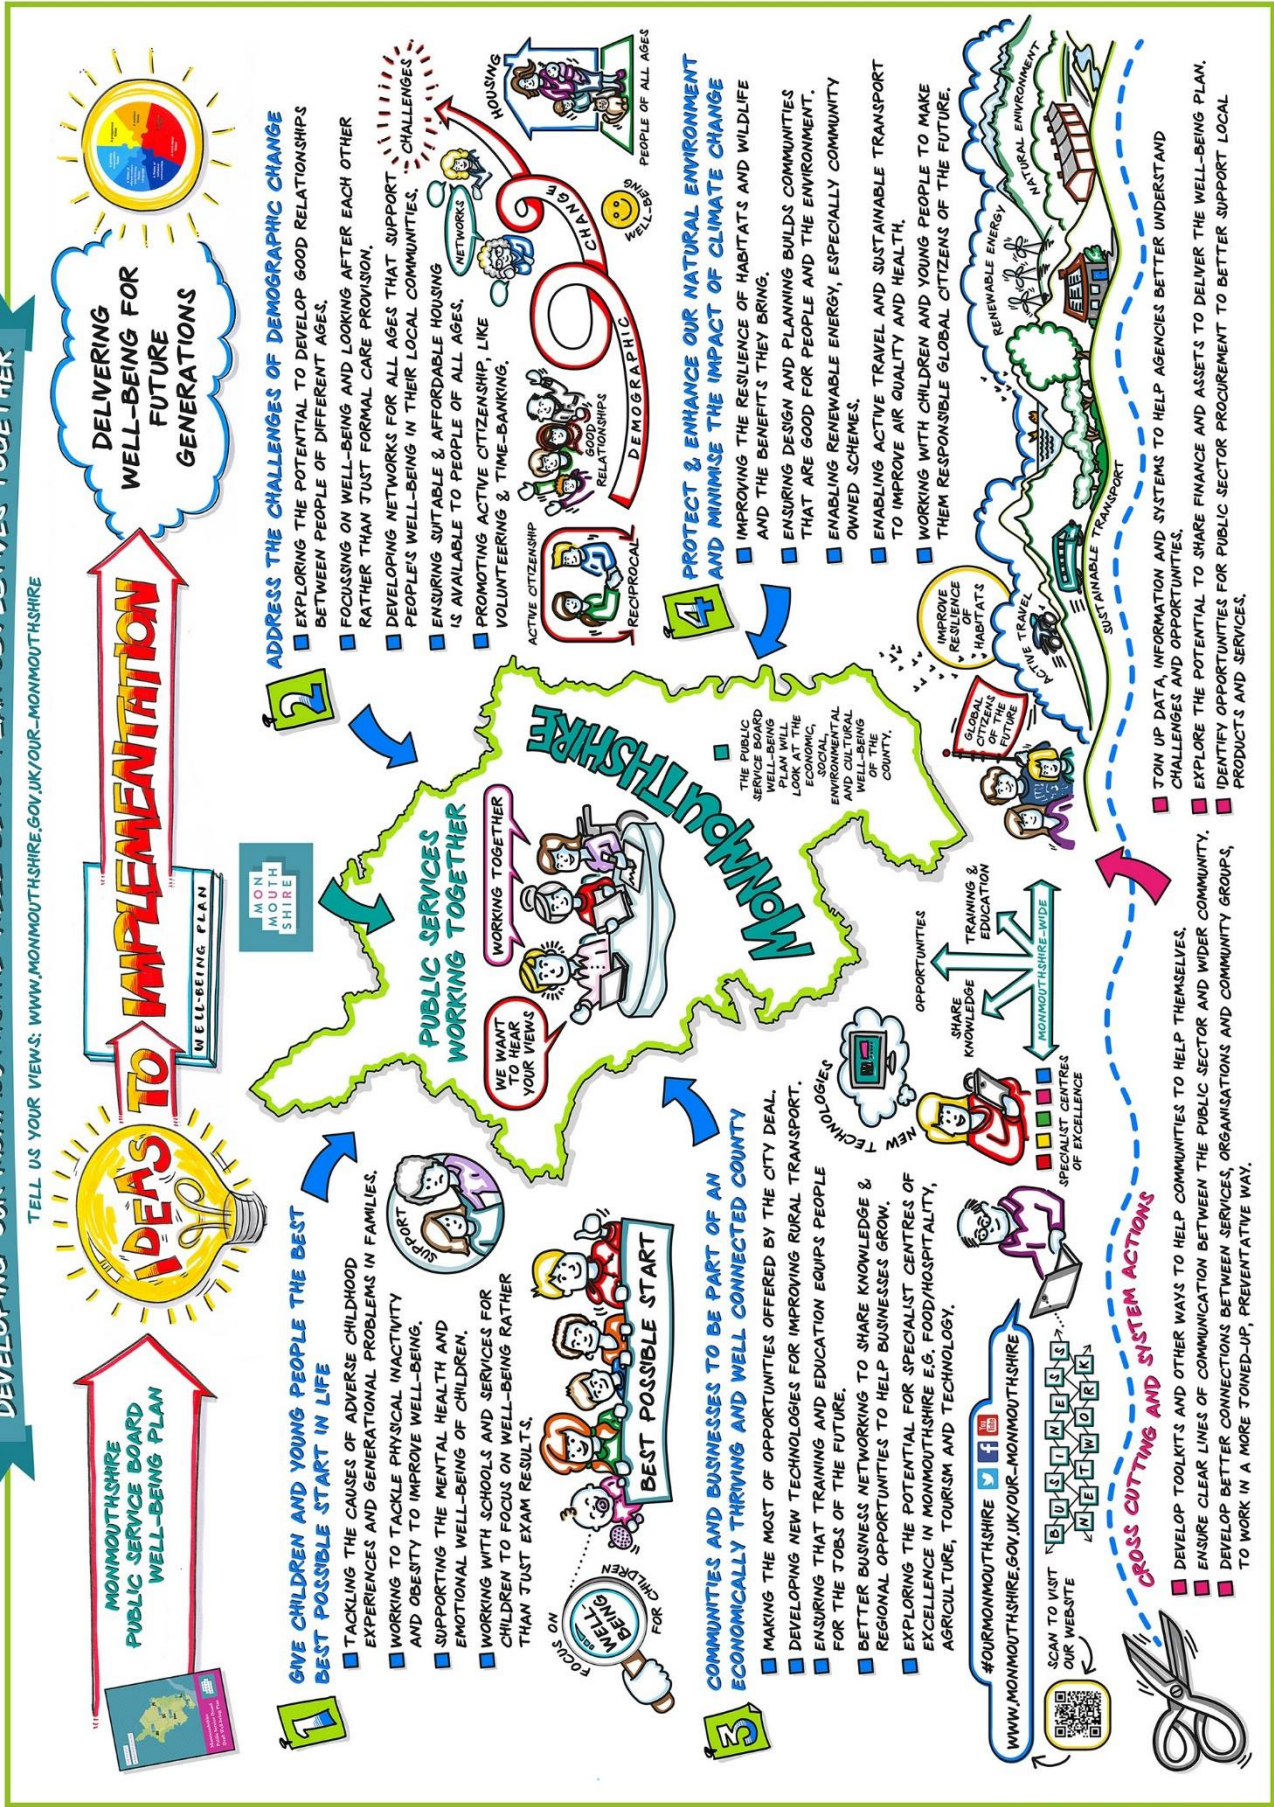 TELL US YOUR VIEWS: WWW.MONMOUTHSHIRE.GOV.UK/OUR-MONMOUTHSHIRE
MONMOUTHSHIRE
PUBLIC SERVICE BOARD
WELL-BEING PLAN
IDEAS
TO
IMPLEMENTATION
WELL-BEING PLAN
DELIVERING
WELL-BEING FOR
FUTURE
GENERATIONS
MON
MOUTH
SHIRE
1
GIVE CHILDREN AND YOUNG PEOPLE THE BEST
BEST POSSIBLE START IN LIFE
TACKLING THE CAUSES OF ADVERSE CHILDHOOD
EXPERIENCES AND GENERATIONAL PROBLEMS IN FAMILIES.
WORKING TO TACKLE PHYSICAL INACTIVITY
AND OBESITY TO IMPROVE WELL-BEING.
SUPPORTING THE MENTAL HEALTH AND
EMOTIONAL WELL-BEING OF CHILDREN.
WORKING WITH SCHOOLS AND SERVICES FOR
CHILDREN TO FOCUS ON WELL-BEING RATHER
THAN JUST EXAM RESULTS.
SUPPORT
FOCUS ON
WELL-
BEING
FOR CHILDREN
BEST POSSIBLE START
PUBLIC SERVICES
WORKING TOGETHER
WE WANT
TO HEAR
YOUR VIEWS
WORKING TOGETHER
MONMOUTHSHIRE
THE PUBLIC
SERVICE BOARD
WELL-BEING
PLAN WILL
LOOK AT THE
ECONOMIC,
SOCIAL,
ENVIRONMENTAL
AND CULTURAL
WELL-BEING
OF THE
COUNTY.
2
ADDRESS THE CHALLENGES OF DEMOGRAPHIC CHANGE
EXPLORING THE POTENTIAL TO DEVELOP GOOD RELATIONSHIPS
BETWEEN PEOPLE OF DIFFERENT AGES.
FOCUSSING ON WELL-BEING AND LOOKING AFTER EACH OTHER
RATHER THAN JUST FORMAL CARE PROVISION.
DEVELOPING NETWORKS FOR ALL AGES THAT SUPPORT
PEOPLE'S WELL-BEING IN THEIR LOCAL COMMUNITIES.
ENSURING SUITABLE & AFFORDABLE HOUSING
IS AVAILABLE TO PEOPLE OF ALL AGES.
PROMOTING ACTIVE CITIZENSHIP, LIKE
VOLUNTEERING & TIME-BANKING.
CHALLENGES
NETWORKS
HOUSING
ACTIVE CITIZENSHIP
RECIPROCAL
GOOD
RELATIONSHIPS
DEMOGRAPHIC
CHANGE
WELL-BEING
PEOPLE OF ALL AGES
3
COMMUNITIES AND BUSINESSES TO BE PART OF AN
ECONOMICALLY THRIVING AND WELL CONNECTED COUNTY
MAKING THE MOST OF OPPORTUNITIES OFFERED BY THE CITY DEAL.
DEVELOPING NEW TECHNOLOGIES FOR IMPROVING RURAL TRANSPORT.
ENSURING THAT TRAINING AND EDUCATION EQUIPS PEOPLE
FOR THE JOBS OF THE FUTURE.
BETTER BUSINESS NETWORKING TO SHARE KNOWLEDGE &
REGIONAL OPPORTUNITIES TO HELP BUSINESSES GROW.
EXPLORING THE POTENTIAL FOR SPECIALIST CENTRES OF
EXCELLENCE IN MONMOUTHSHIRE E.G. FOOD/HOSPITALITY,
AGRICULTURE, TOURISM AND TECHNOLOGY.
#OURMONMOUTHSHIRE
WWW.MONMOUTHSHIRE.GOV.UK/OUR-MONMOUTHSHIRE
SCAN TO VISIT
OUR WEBSITE
BUSINESS
NETWORK
NEW TECHNOLOGIES
OPPORTUNITIES
SHARE
KNOWLEDGE
TRAINING &
EDUCATION
MONMOUTHSHIRE-WIDE
SPECIALIST CENTRES
OF EXCELLENCE
4
PROTECT & ENHANCE OUR NATURAL ENVIRONMENT
AND MINIMISE THE IMPACT OF CLIMATE CHANGE
IMPROVING THE RESILIENCE OF HABITATS AND WILDLIFE
AND THE BENEFITS THEY BRING.
ENSURING DESIGN AND PLANNING BUILDS COMMUNITIES
THAT ARE GOOD FOR PEOPLE AND THE ENVIRONMENT.
ENABLING RENEWABLE ENERGY, ESPECIALLY COMMUNITY
OWNED SCHEMES.
ENABLING ACTIVE TRAVEL AND SUSTAINABLE TRANSPORT
TO IMPROVE AIR QUALITY AND HEALTH.
WORKING WITH CHILDREN AND YOUNG PEOPLE TO MAKE
THEM RESPONSIBLE GLOBAL CITIZENS OF THE FUTURE.
GLOBAL
CITIZENS
OF THE
FUTURE
IMPROVE
RESILIENCE
OF
HABITATS
ACTIVE TRAVEL
SUSTAINABLE TRANSPORT
RENEWABLE ENERGY
NATURAL ENIVRONMENT
CROSS CUTTING AND SYSTEM ACTIONS
DEVELOP TOOLKITS AND OTHER WAYS TO HELP COMMUNITIES TO HELP THEMSELVES.
ENSURE CLEAR LINES OF COMMUNICATION BETWEEN THE PUBLIC SECTOR AND WIDER COMMUNITY.
DEVELOP BETTER CONNECTIONS BETWEEN SERVICES, ORGANISATIONS AND COMMUNITY GROUPS,
TO WORK IN A MORE JOINED-UP, PREVENTATIVE WAY.
JOIN UP DATA, INFORMATION AND SYSTEMS TO HELP AGENCIES BETTER UNDERSTAND
CHALLENGES AND OPPORTUNITIES.
EXPLORE THE POTENTIAL TO SHARE FINANCE AND ASSETS TO DELIVER THE WELL-BEING PLAN.
IDENTIFY OPPORTUNITIES FOR PUBLIC SECTOR PROCUREMENT TO BETTER SUPPORT LOCAL
PRODUCTS AND SERVICES.